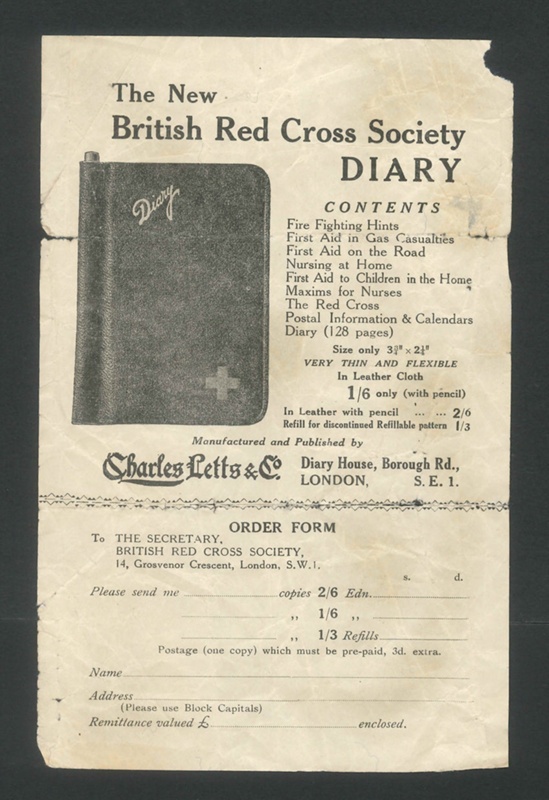 The New
British Red Cross Society
DIARY
Diary
CONTENTS
Fire Fighting Hints
First Aid in Gas Casualties
First Aid on the Road
Nursing at Home
First Aid to Children in the Home
Maxims for Nurses
The Red Cross
Postal Information & Calendars
Diary (128 pages)
Size only
VERY THIN AND FLEXIBLE
In Leather Cloth
1/6 only (with pencil)
In Leather with pencil ... ... 2/6
Refill for discontinued Refillable pattern 1/3
Manufactured and Published by
Charles Letts & Co. Diary House, Borough Rd.,
LONDON, S.E 1.
ORDER FORM
To THE SECRETARY,
BRITISH RED CROSS SOCIETY,
14, Grosvenor Crescent, London, S.W.1.
s. d.
Please send me copies 2/6 Edn.
,, 1/6 ,,
,, 1/3 Refills
Postage (one copy) which must be pre-paid, 3d. extra.
Name
Address
(Please use Block Capitals)
Remittance valued £ enclosed.